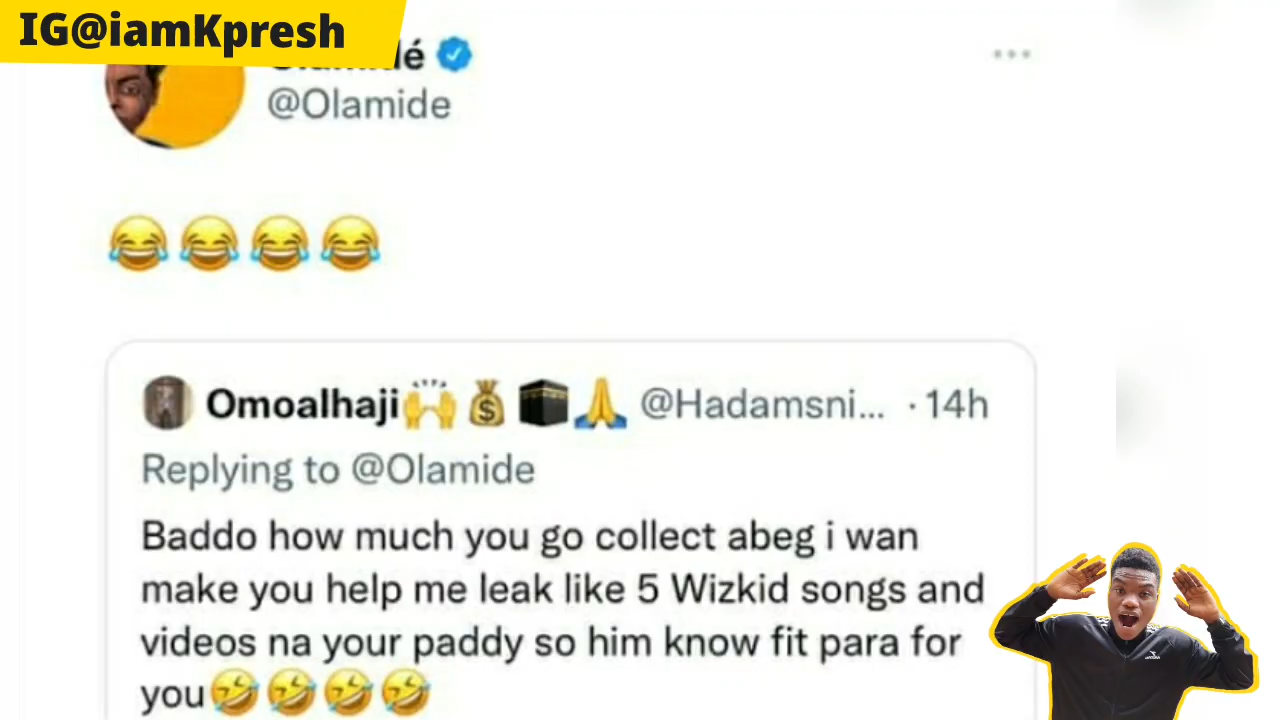 IG@iamKpresh
@Olamide
😂😂😂😂
Omoalhaji🙌💰🕋🙏 @Hadamsni... · 14h
Replying to @Olamide
Baddo how much you go collect abeg i wan
make you help me leak like 5 Wizkid songs and
videos na your paddy so him know fit para for
you🤣🤣🤣🤣